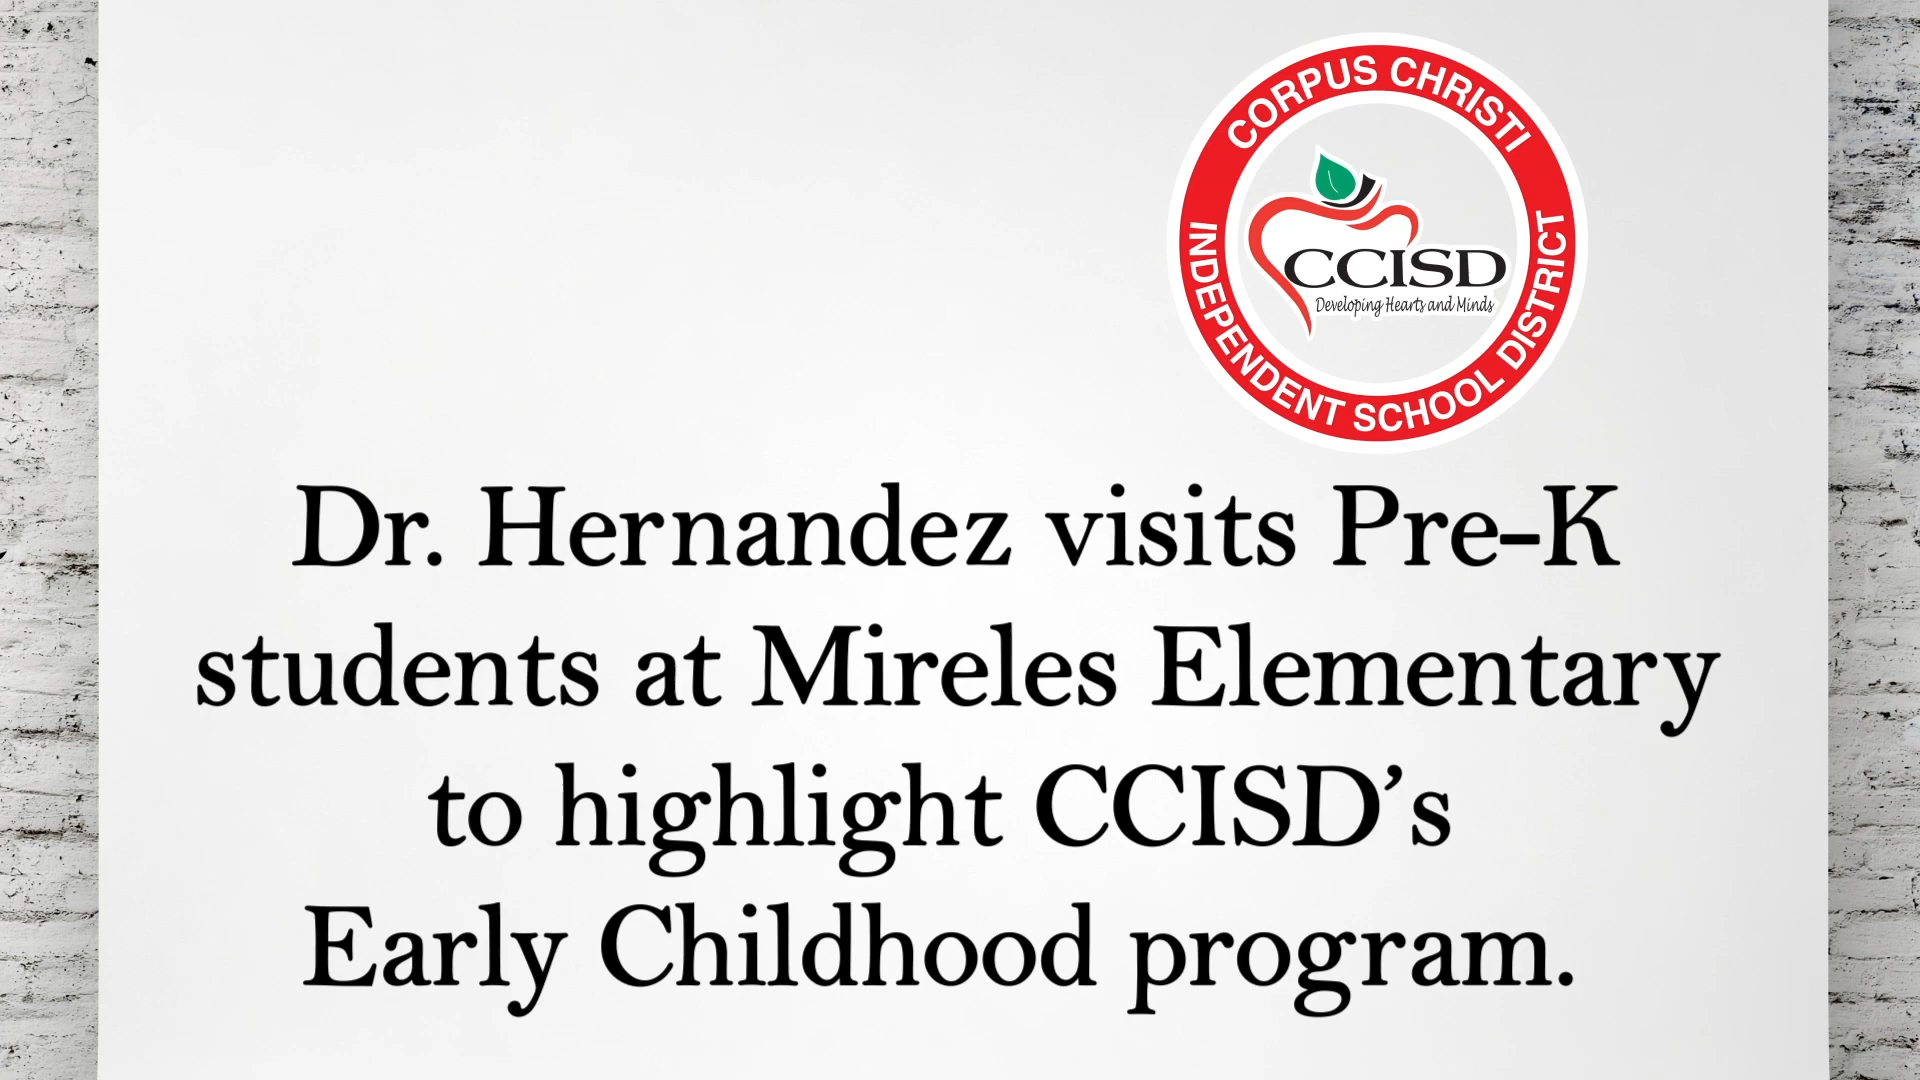 CORPUS CHRISTI
INDEPENDENT SCHOOL DISTRICT
CCISD
Developing Hearts and Minds
Dr. Hernandez visits Pre-K
students at Mireles Elementary
to highlight CCISD’s
Early Childhood program.